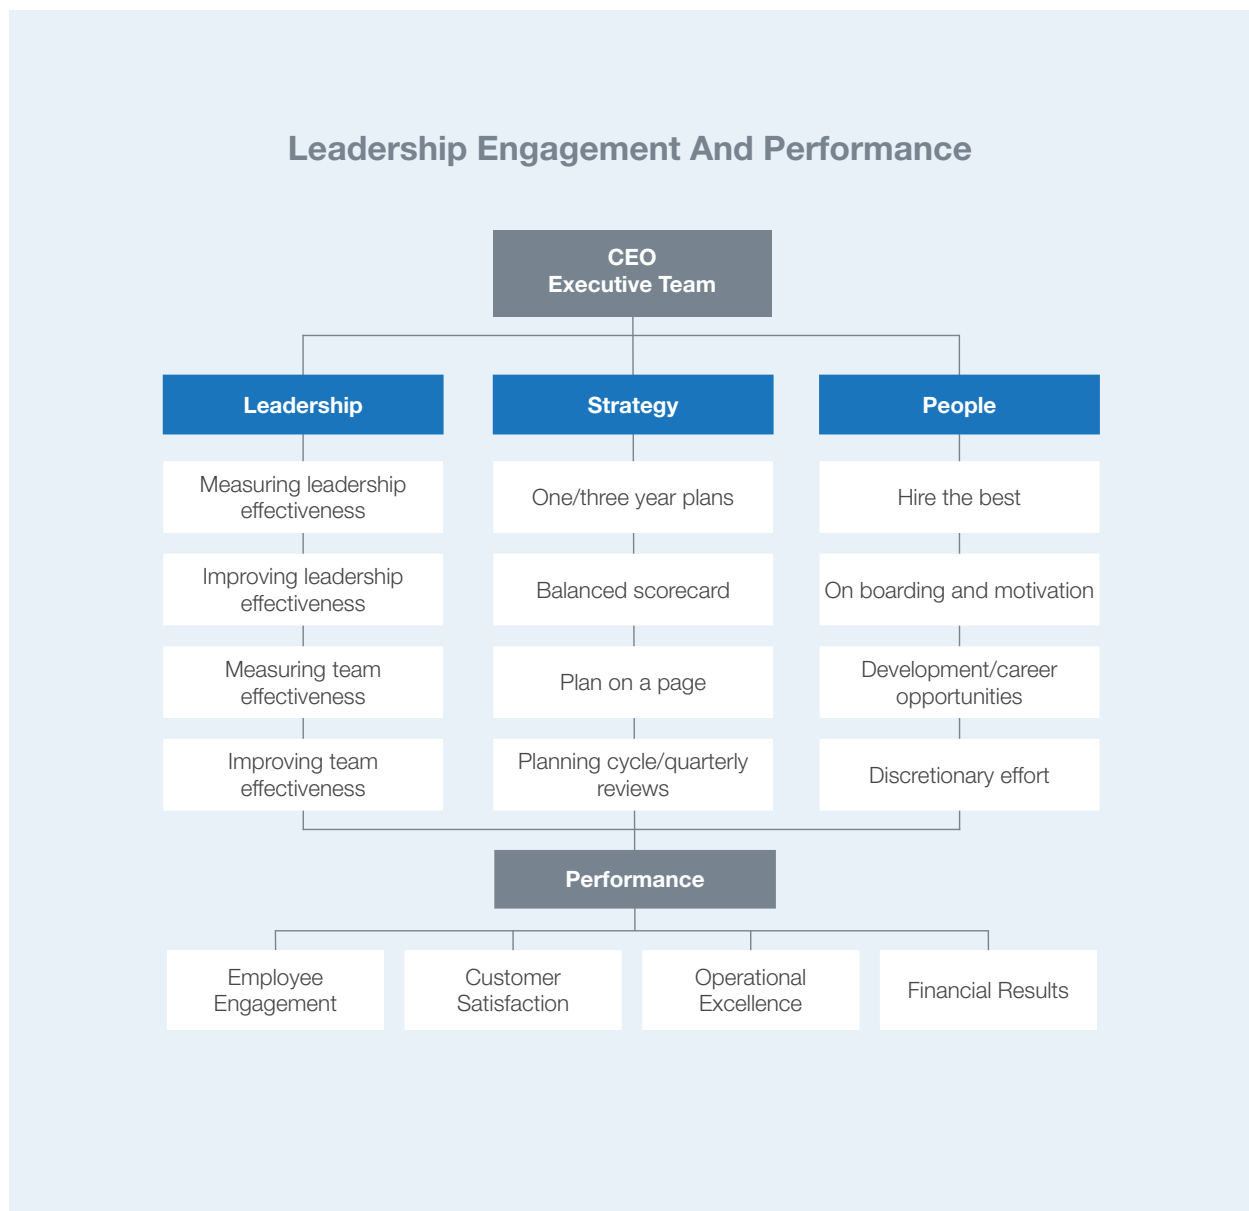 Leadership Engagement And Performance
CEO
Executive Team
Leadership
Strategy
People
Measuring leadership
effectiveness
One/three year plans
Hire the best
Improving leadership
effectiveness
Balanced scorecard
On boarding and motivation
Measuring team
effectiveness
Plan on a page
Development/career
opportunities
Improving team
effectiveness
Planning cycle/quarterly
reviews
Discretionary effort
Performance
Employee
Engagement
Customer
Satisfaction
Operational
Excellence
Financial Results